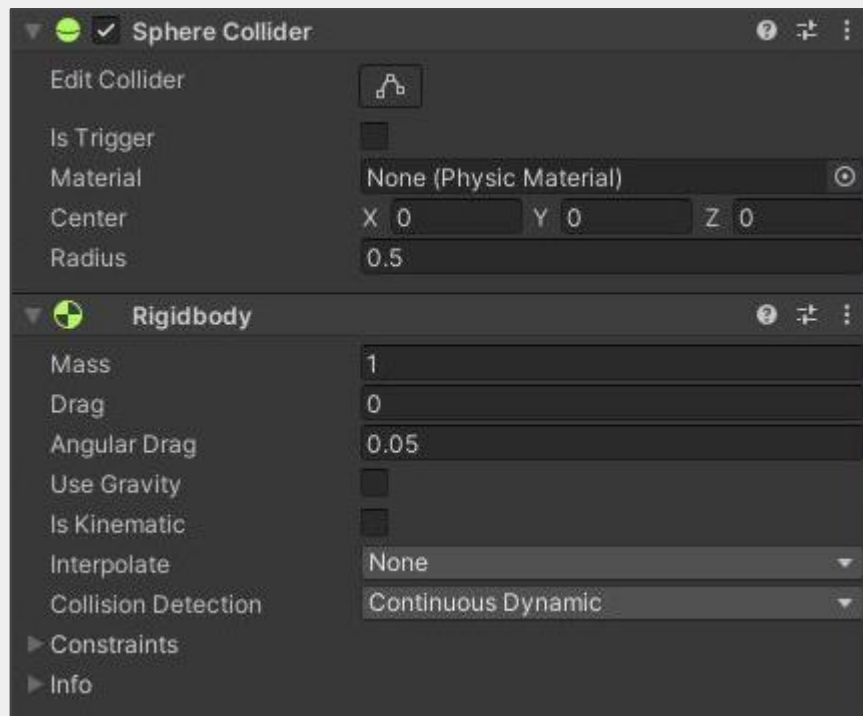 Sphere Collider
Edit Collider
Is Trigger
Material None (Physic Material)
Center X 0 Y 0 Z 0
Radius 0.5
Rigidbody
Mass 1
Drag 0
Angular Drag 0.05
Use Gravity
Is Kinematic
Interpolate None
Collision Detection Continuous Dynamic
Constraints
Info